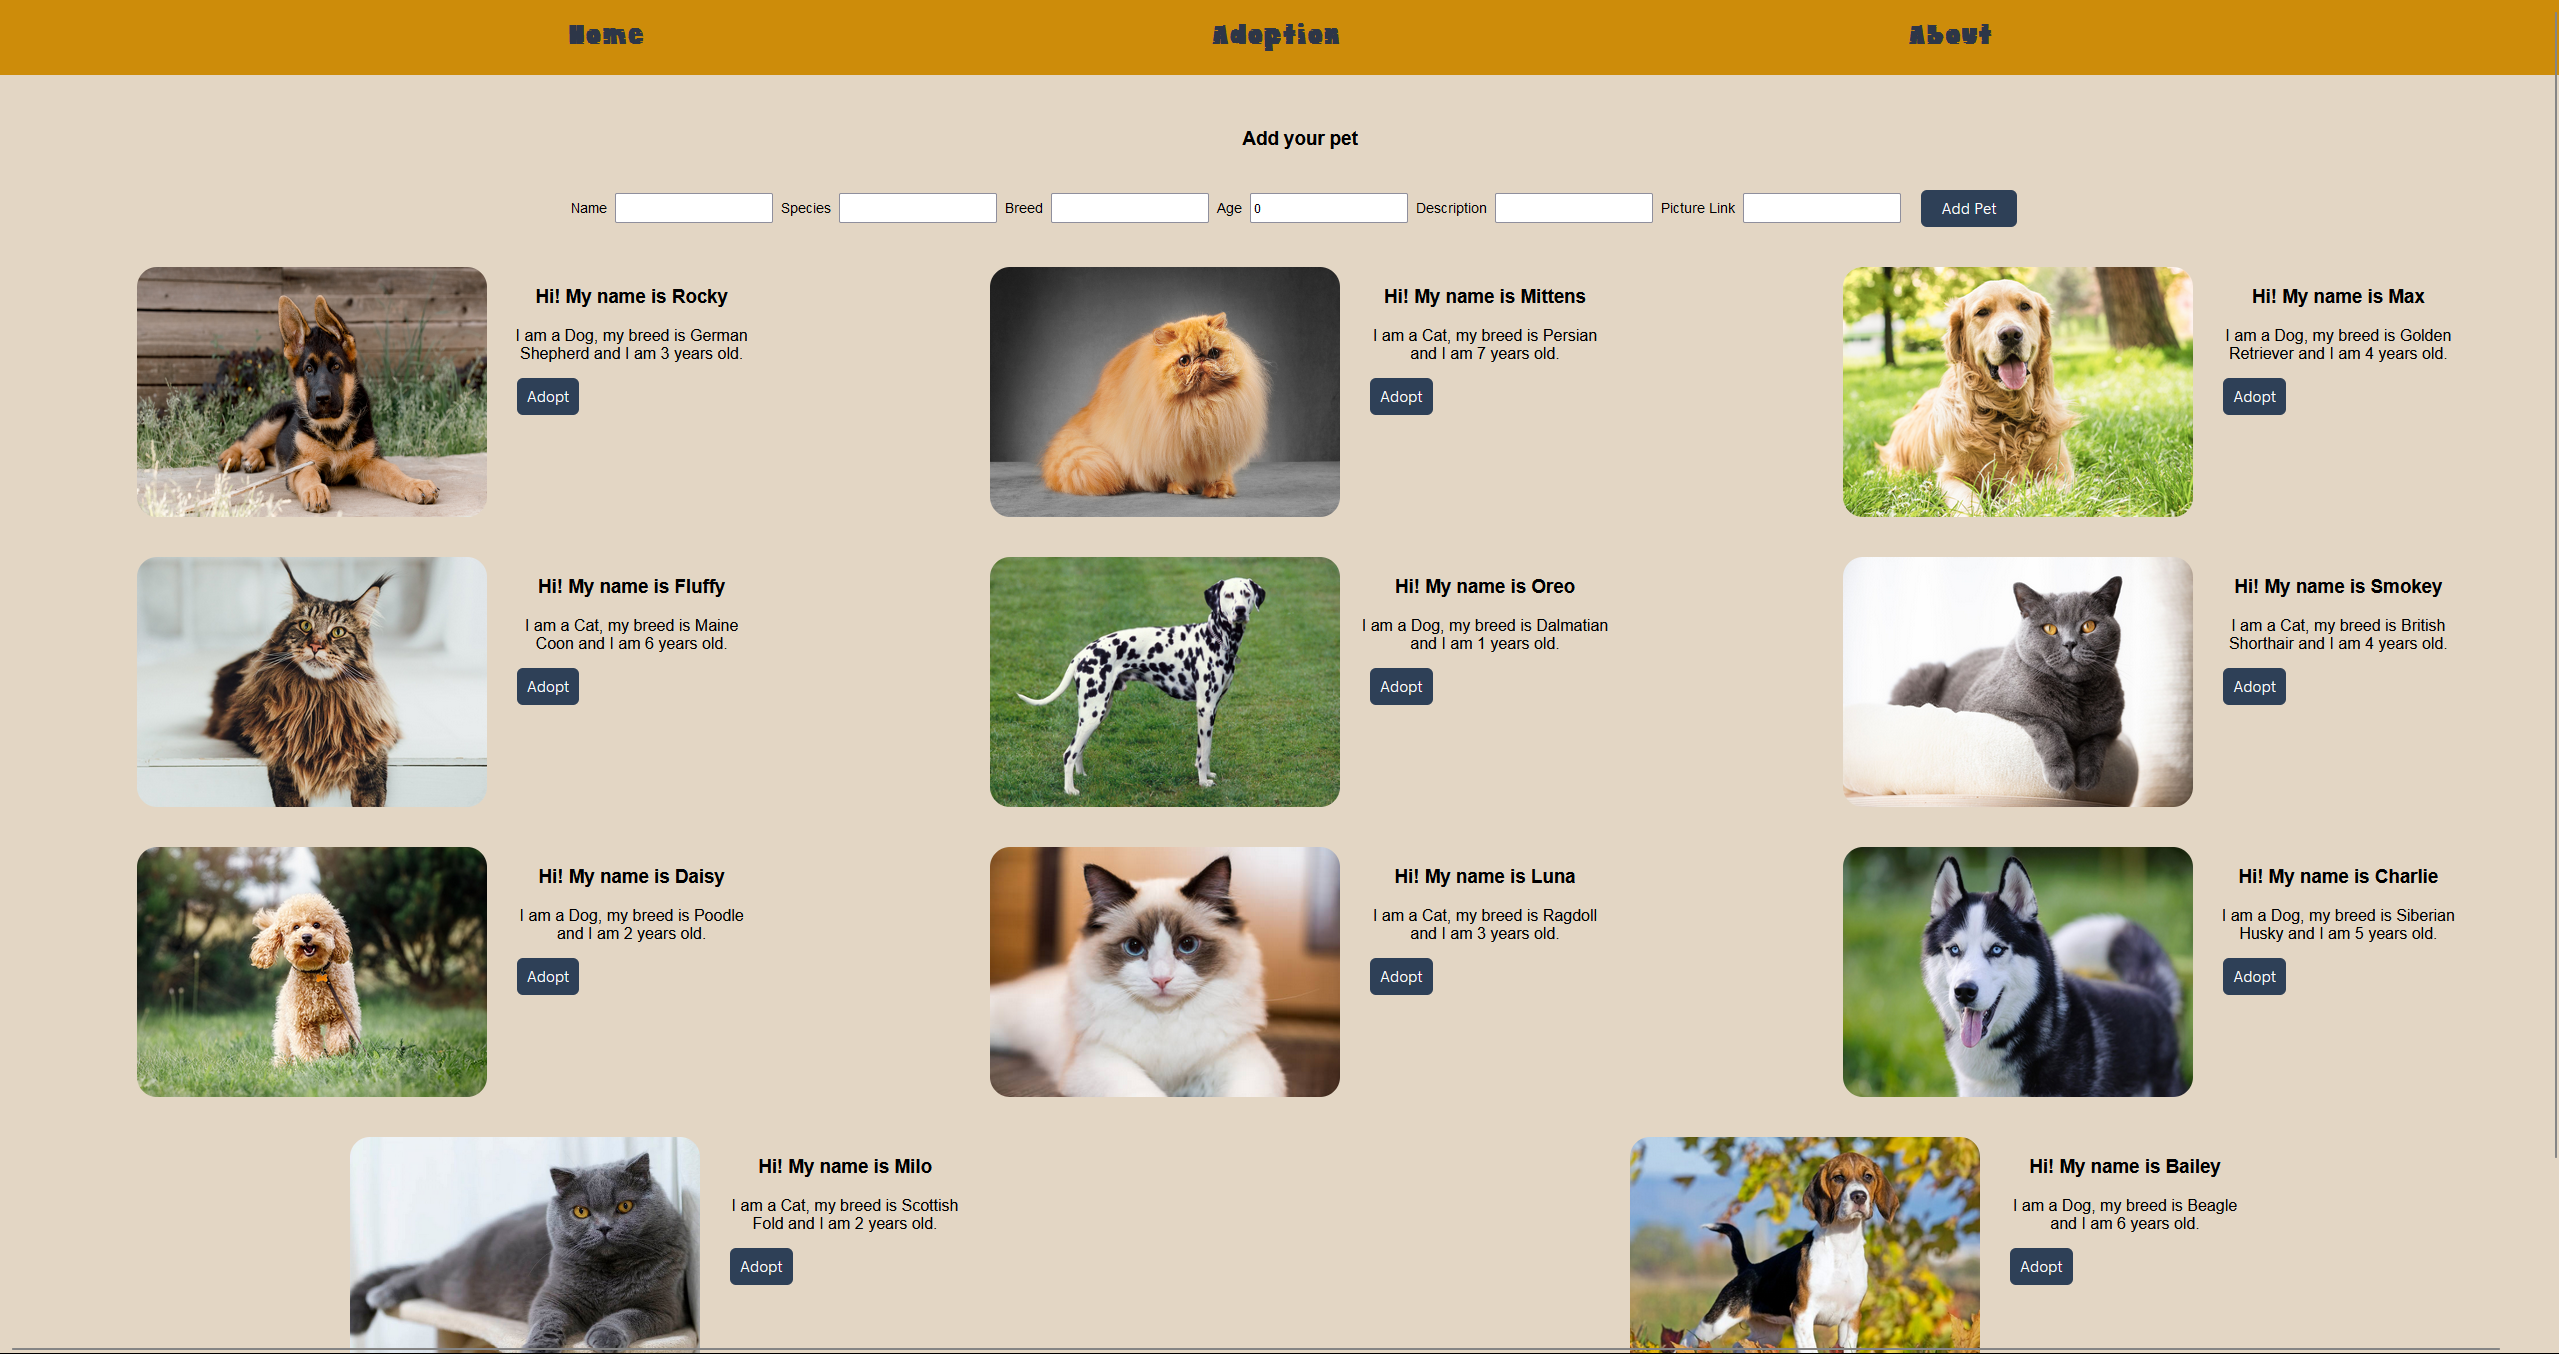 Home Adoption About
Add your pet
Name Species Breed Age 0 Description Picture Link Add Pet
Hi! My name is Rocky
I am a Dog, my breed is German
Shepherd and I am 3 years old.
Adopt
Hi! My name is Mittens
I am a Cat, my breed is Persian
and I am 7 years old.
Adopt
Hi! My name is Max
I am a Dog, my breed is Golden
Retriever and I am 4 years old.
Adopt
Hi! My name is Fluffy
I am a Cat, my breed is Maine
Coon and I am 6 years old.
Adopt
Hi! My name is Oreo
I am a Dog, my breed is Dalmatian
and I am 1 years old.
Adopt
Hi! My name is Smokey
I am a Cat, my breed is British
Shorthair and I am 4 years old.
Adopt
Hi! My name is Daisy
I am a Dog, my breed is Poodle
and I am 2 years old.
Adopt
Hi! My name is Luna
I am a Cat, my breed is Ragdoll
and I am 3 years old.
Adopt
Hi! My name is Charlie
I am a Dog, my breed is Siberian
Husky and I am 5 years old.
Adopt
Hi! My name is Milo
I am a Cat, my breed is Scottish
Fold and I am 2 years old.
Adopt
Hi! My name is Bailey
I am a Dog, my breed is Beagle
and I am 6 years old.
Adopt